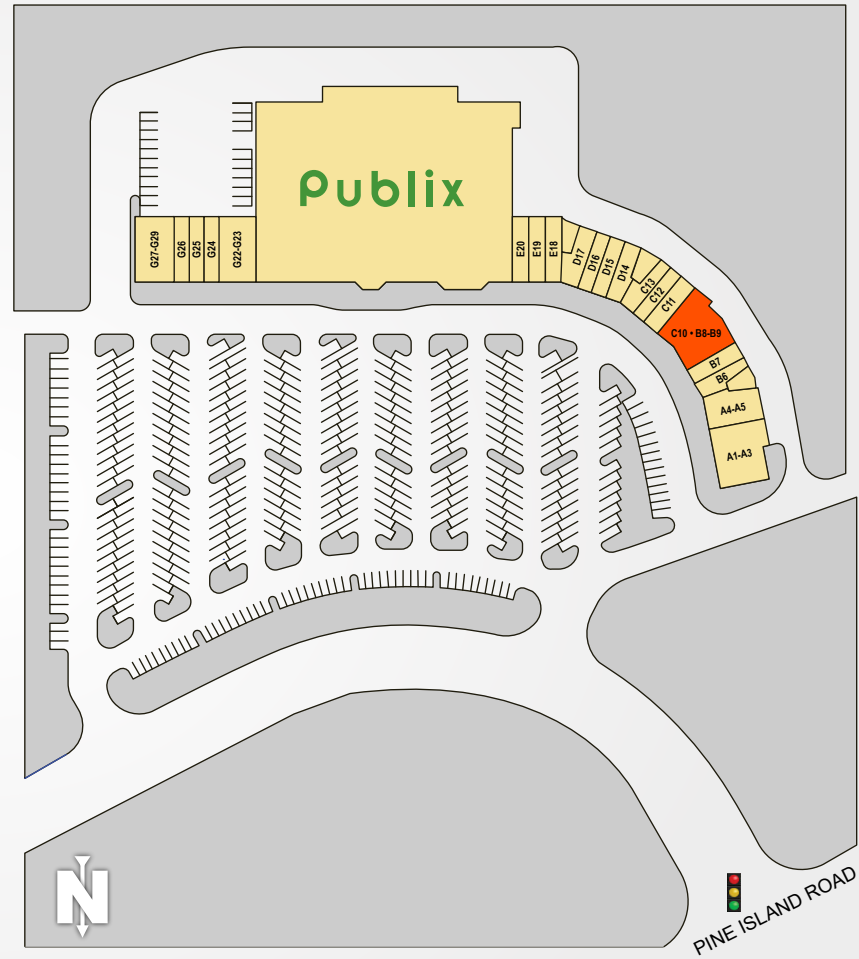 Publix
G27-G29
G26
G25
G24
G22-G23
E20
E19
E18
D17
D16
D15
D14
C13
C12
C11
C10 • B8-B9
B7
B6
A4-A5
A1-A3
N
PINE ISLAND ROAD